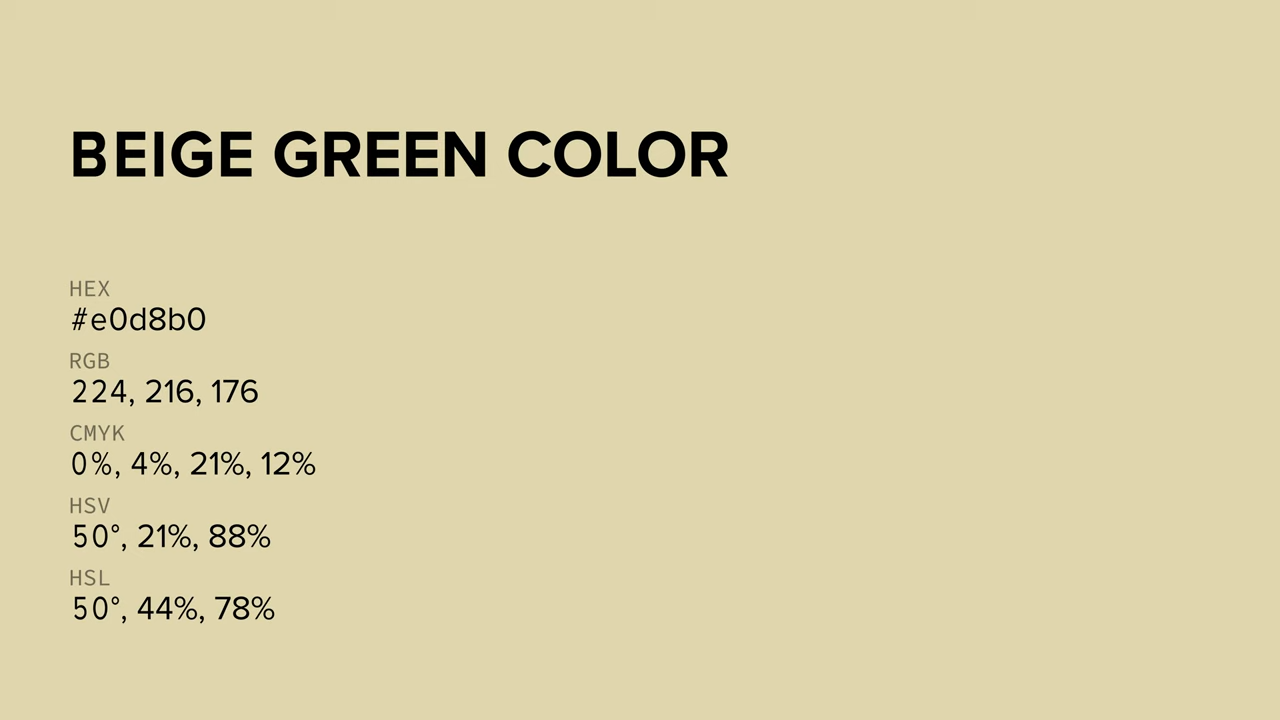 BEIGE GREEN COLOR
HEX
#e0d8b0
RGB
224, 216, 176
CMYK
0%, 4%, 21%, 12%
HSV
50°, 21%, 88%
HSL
50°, 44%, 78%